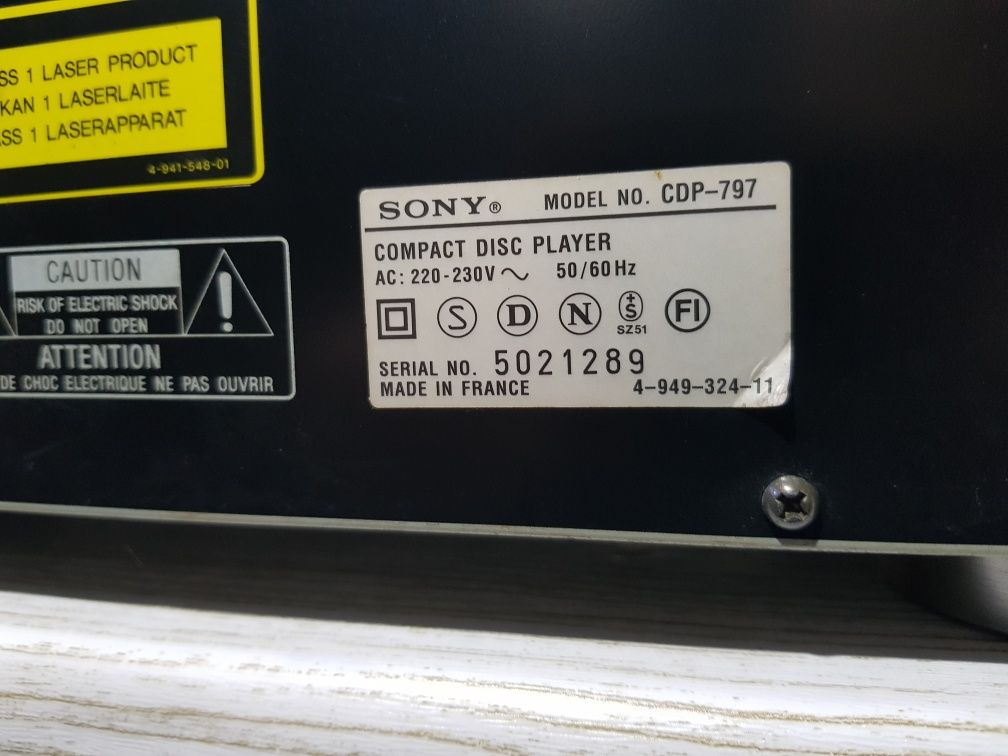 SS 1 LASER PRODUCT
KAN 1 LASERLAITE
ASS 1 LASERAPPARAT
4-941-548-01
CAUTION
RISK OF ELECTRIC SHOCK
DO NOT OPEN
ATTENTION
DE CHOC ELECTRIQUE NE PAS OUVRIR
SONY® MODEL NO. CDP-797
COMPACT DISC PLAYER
AC: 220-230V ~ 50/60Hz
S D N +S FI
SZ51
SERIAL NO. 5021289
MADE IN FRANCE 4-949-324-11